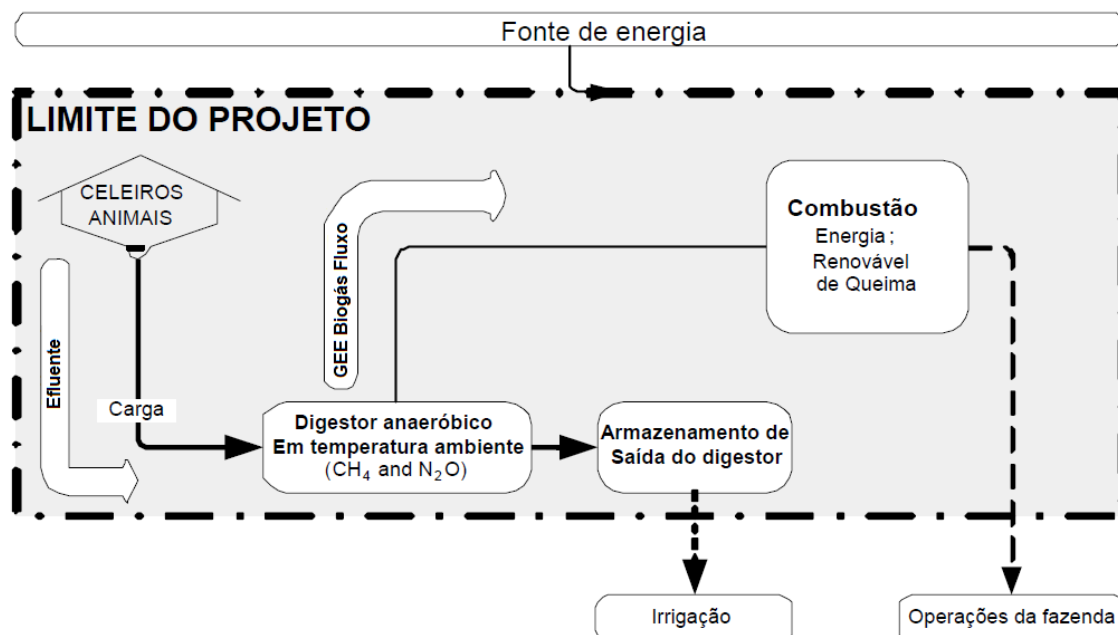 Fonte de energia
LIMITE DO PROJETO
CELEIROS
ANIMAIS
Efluente
Carga
GEE Biogás Fluxo
Combustão
Energia ;
Renovável
de Queima
Digestor anaeróbico
Em temperatura ambiente
(CH₄ and N₂O)
Armazenamento de
Saída do digestor
Irrigação
Operações da fazenda